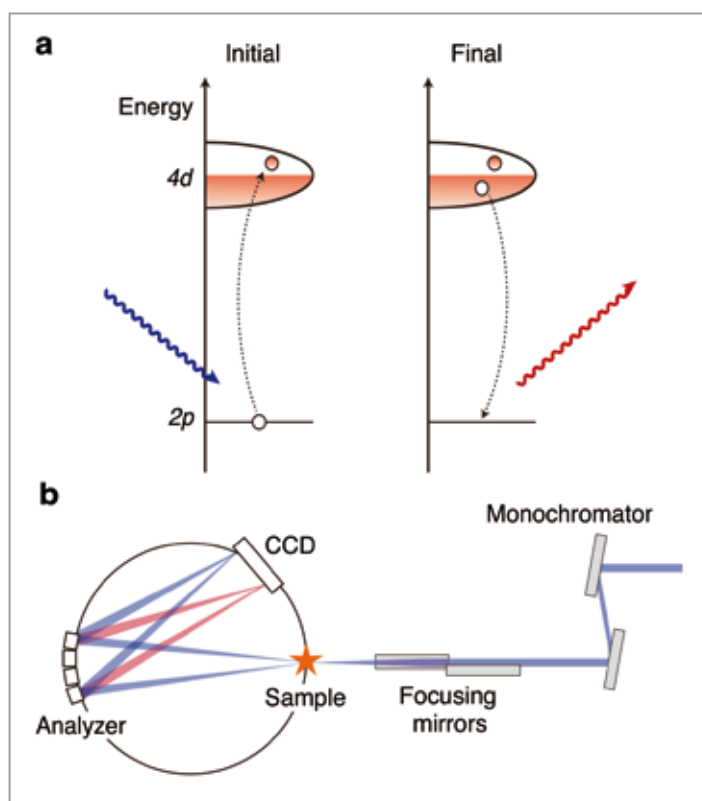 a
Initial
Final
Energy
4d
2p
b
Monochromator
CCD
Sample
Focusing
mirrors
Analyzer